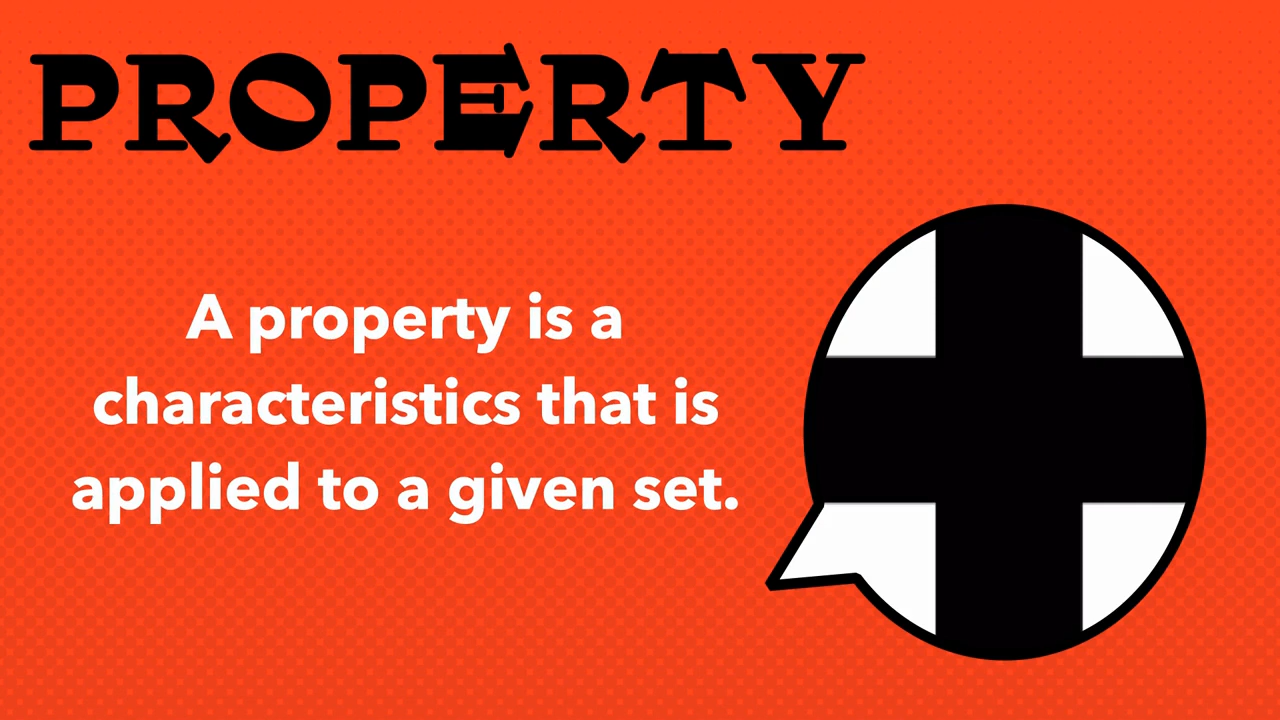 PROPERTY
A property is a
characteristics that is
applied to a given set.